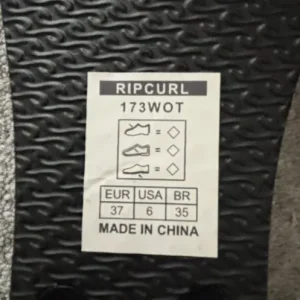 RIPCURL
173WOT
= ◇
= ◇
= ◇
EUR USA BR
37 6 35
MADE IN CHINA